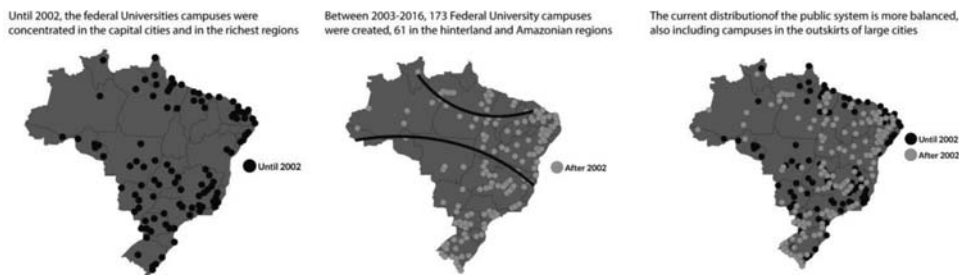 Until 2002, the federal Universities campuses were
concentrated in the capital cities and in the richest regions
Until 2002
Between 2003-2016, 173 Federal University campuses
were created, 61 in the hinterland and Amazonian regions
After 2002
The current distributionof the public system is more balanced,
also including campuses in the outskirts of large cities
Until 2002
After 2002